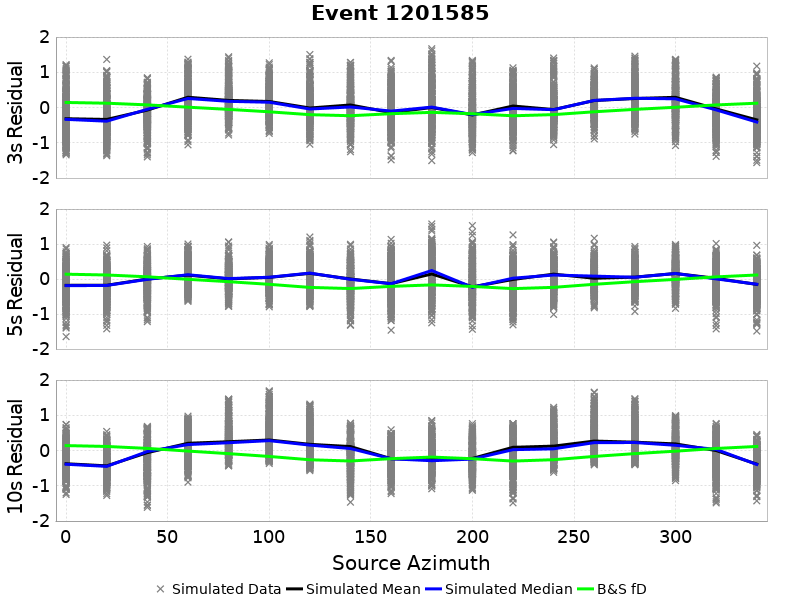 Event 1201585
3s Residual
2
1
0
-1
-2
5s Residual
2
1
0
-1
-2
10s Residual
2
1
0
-1
-2
0 50 100 150 200 250 300
Source Azimuth
Simulated Data Simulated Mean Simulated Median B&S fD